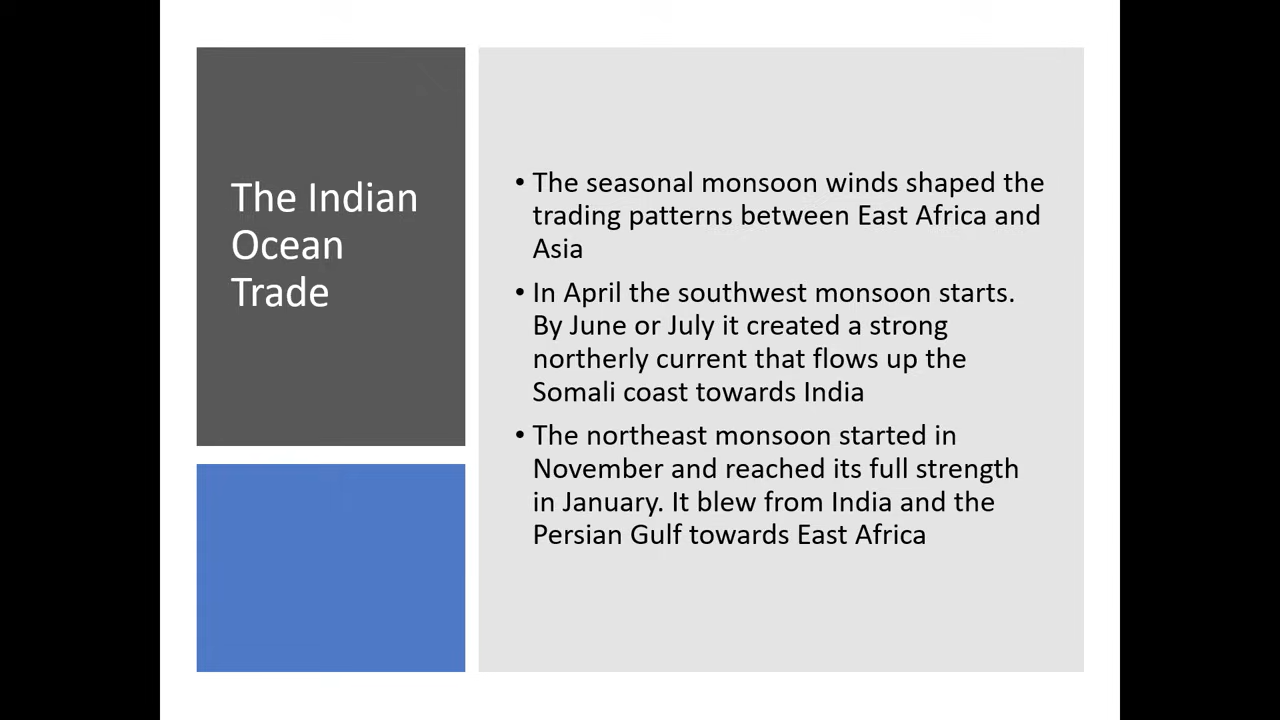 The Indian
Ocean
Trade
• The seasonal monsoon winds shaped the
trading patterns between East Africa and
Asia
• In April the southwest monsoon starts.
By June or July it created a strong
northerly current that flows up the
Somali coast towards India
• The northeast monsoon started in
November and reached its full strength
in January. It blew from India and the
Persian Gulf towards East Africa